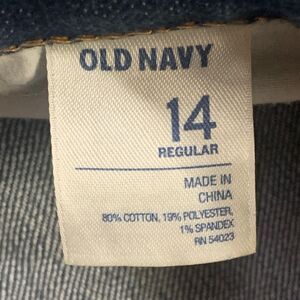 OLD NAVY
14
REGULAR
MADE IN
CHINA
80% COTTON, 19% POLYESTER,
1% SPANDEX
RN 54023